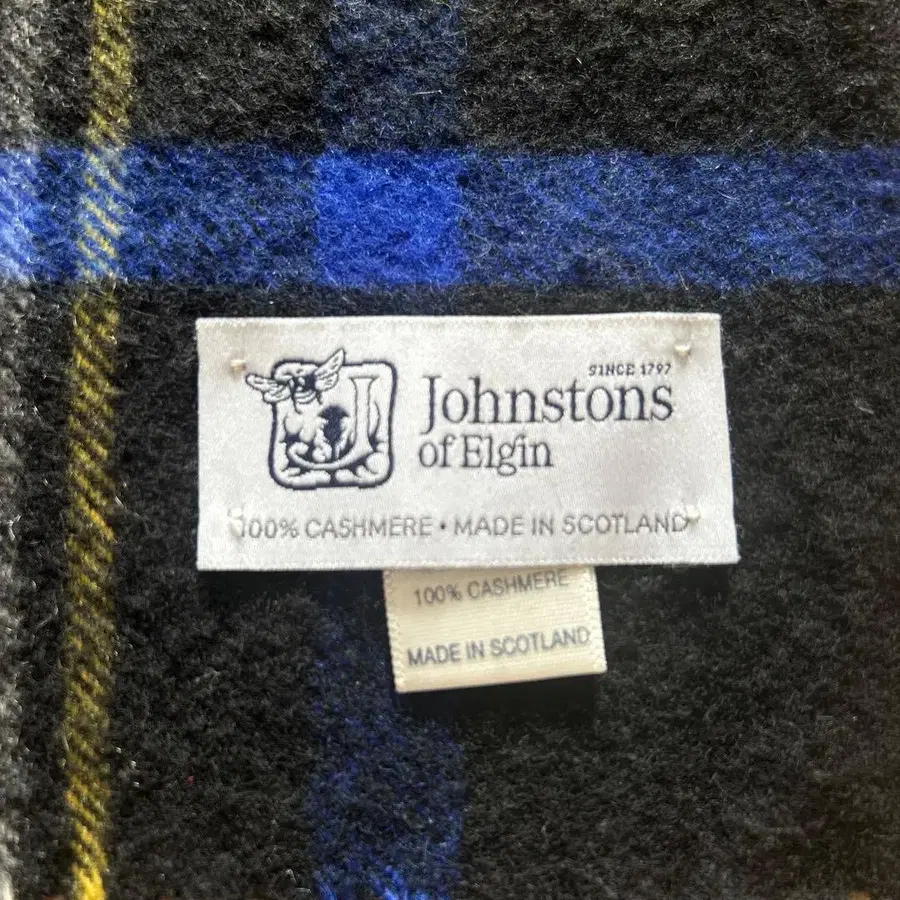 SINCE 1797
Johnstons
of Elgin
100% CASHMERE • MADE IN SCOTLAND
100% CASHMERE
MADE IN SCOTLAND